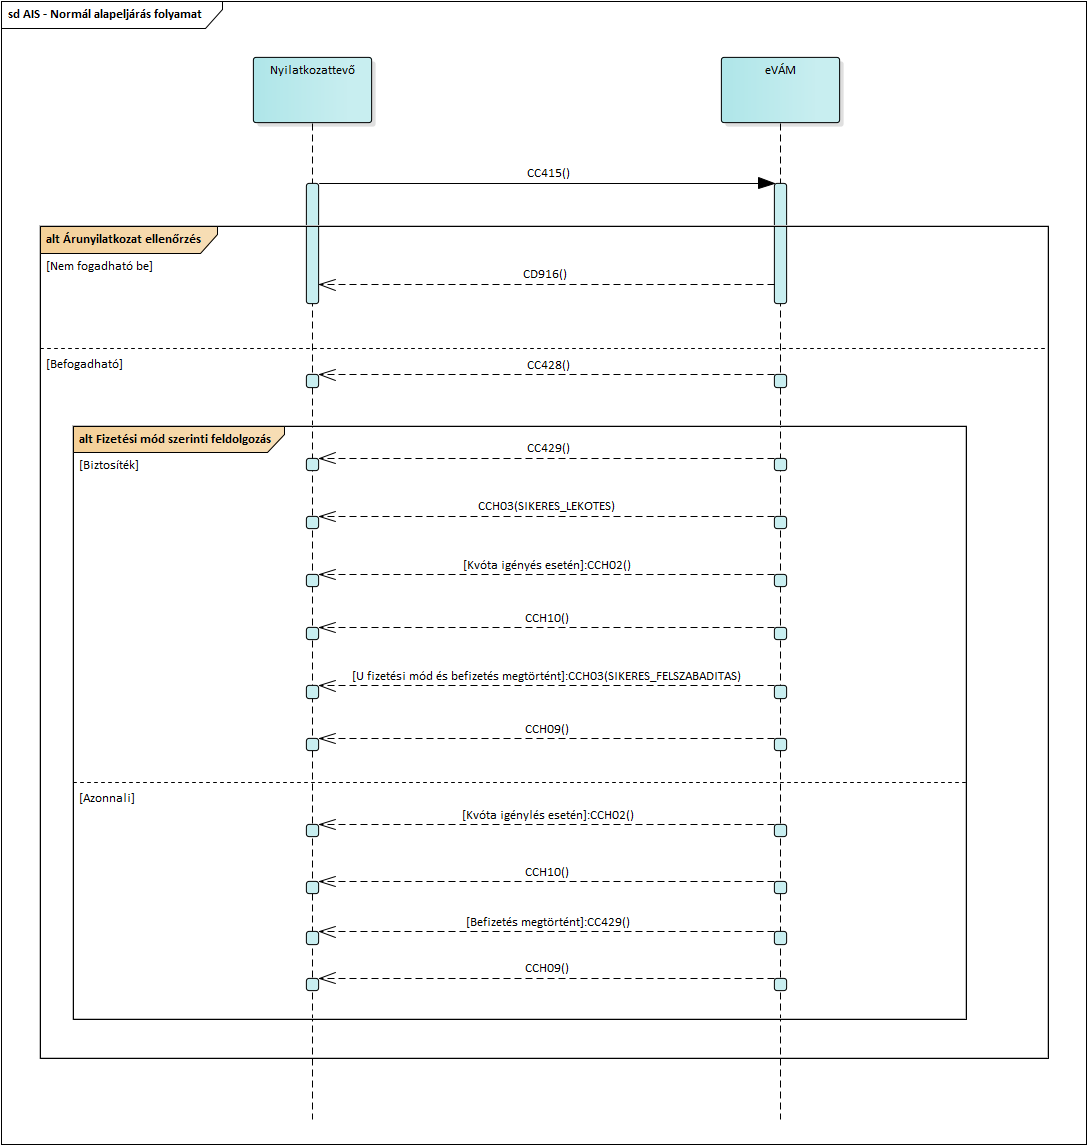 sd AIS - Normál alapeljárás folyamat
Nyilatkozattevő
eVÁM
CC415()
alt Árunyilatkozat ellenőrzés
[Nem fogadható be]
CD916()
[Befogadható]
CC428()
alt Fizetési mód szerinti feldolgozás
[Biztosíték]
CC429()
CCH03(SIKERES_LEKOTES)
[Kvóta igényés esetén]:CCH02()
CCH10()
[U fizetési mód és befizetés megtörtént]:CCH03(SIKERES_FELSZABADITAS)
CCH09()
[Azonnali]
[Kvóta igénylés esetén]:CCH02()
CCH10()
[Befizetés megtörtént]:CC429()
CCH09()